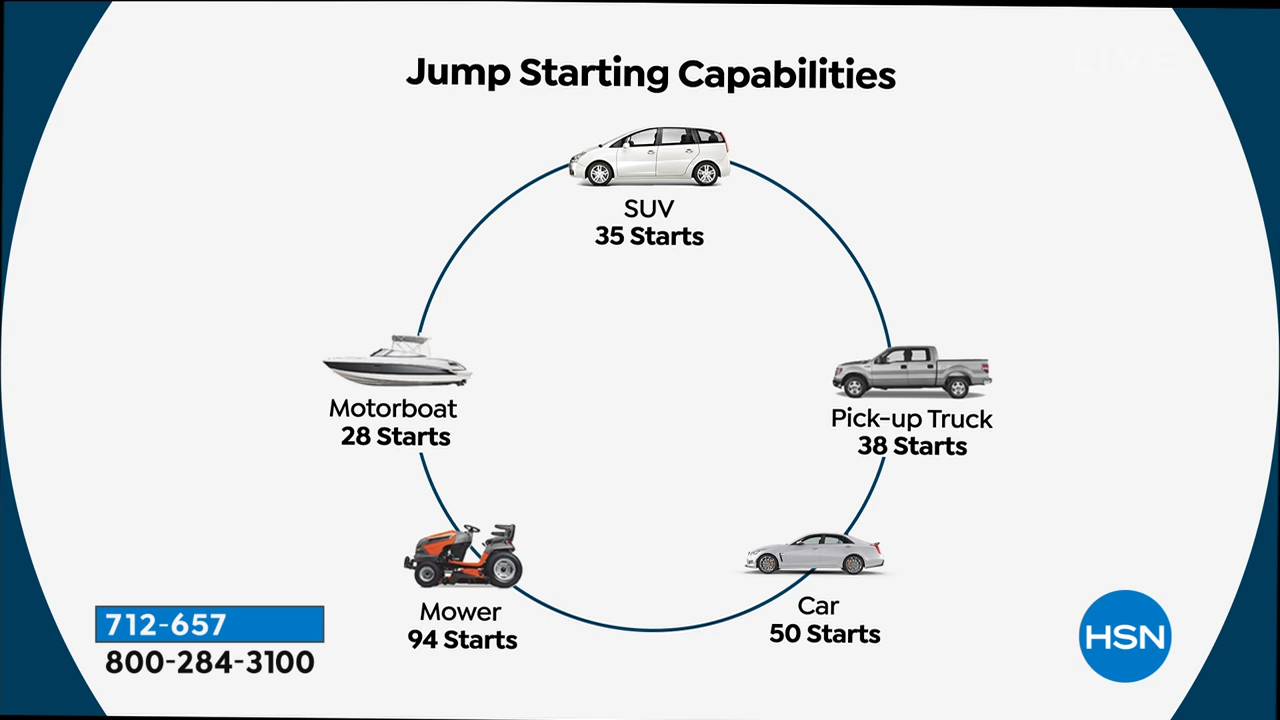 LIVE
Jump Starting Capabilities
SUV
35 Starts
Motorboat
28 Starts
Pick-up Truck
38 Starts
Mower
94 Starts
Car
50 Starts
712-657
800-284-3100
HSN